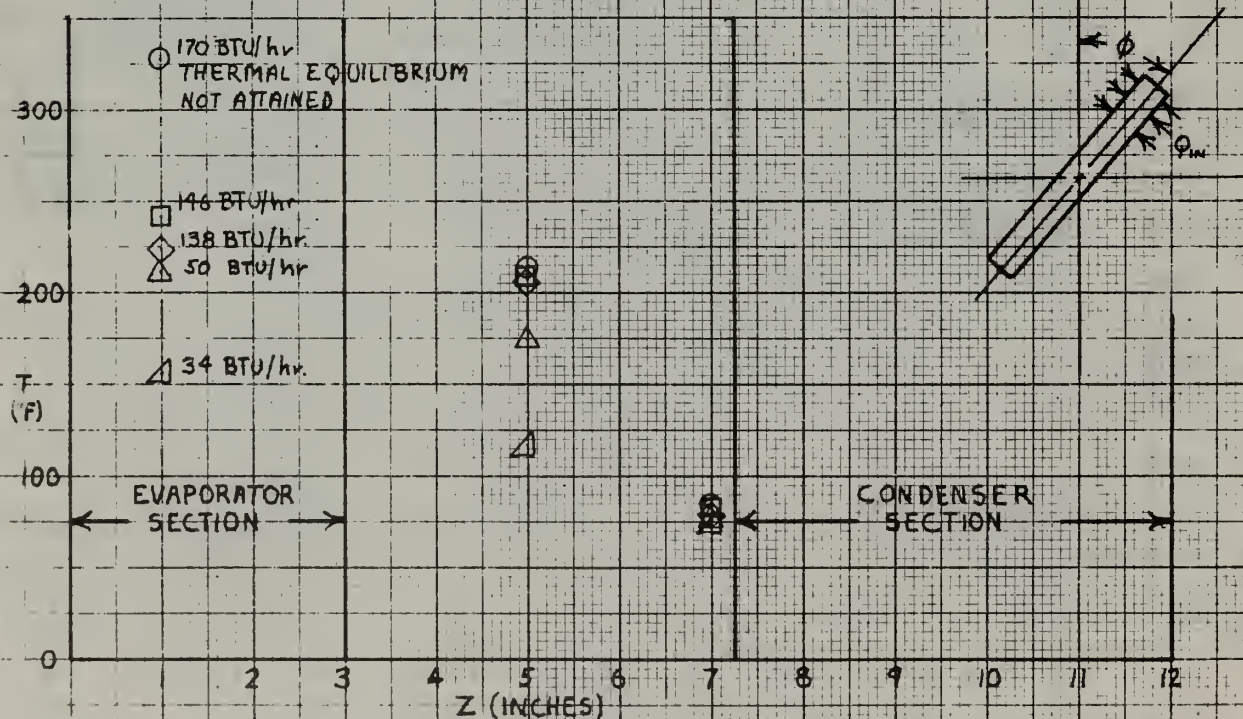 170 BTU/hr
THERMAL EQUILIBRIUM
NOT ATTAINED
300
146 BTU/hr
138 BTU/hr.
50 BTU/hr
200
34 BTU/hr.
T
(°F)
100
EVAPORATOR
SECTION
CONDENSER
SECTION
0
2
3
4
5
6
7
8
9
10
11
12
Z (INCHES)
ϕ
Q IN